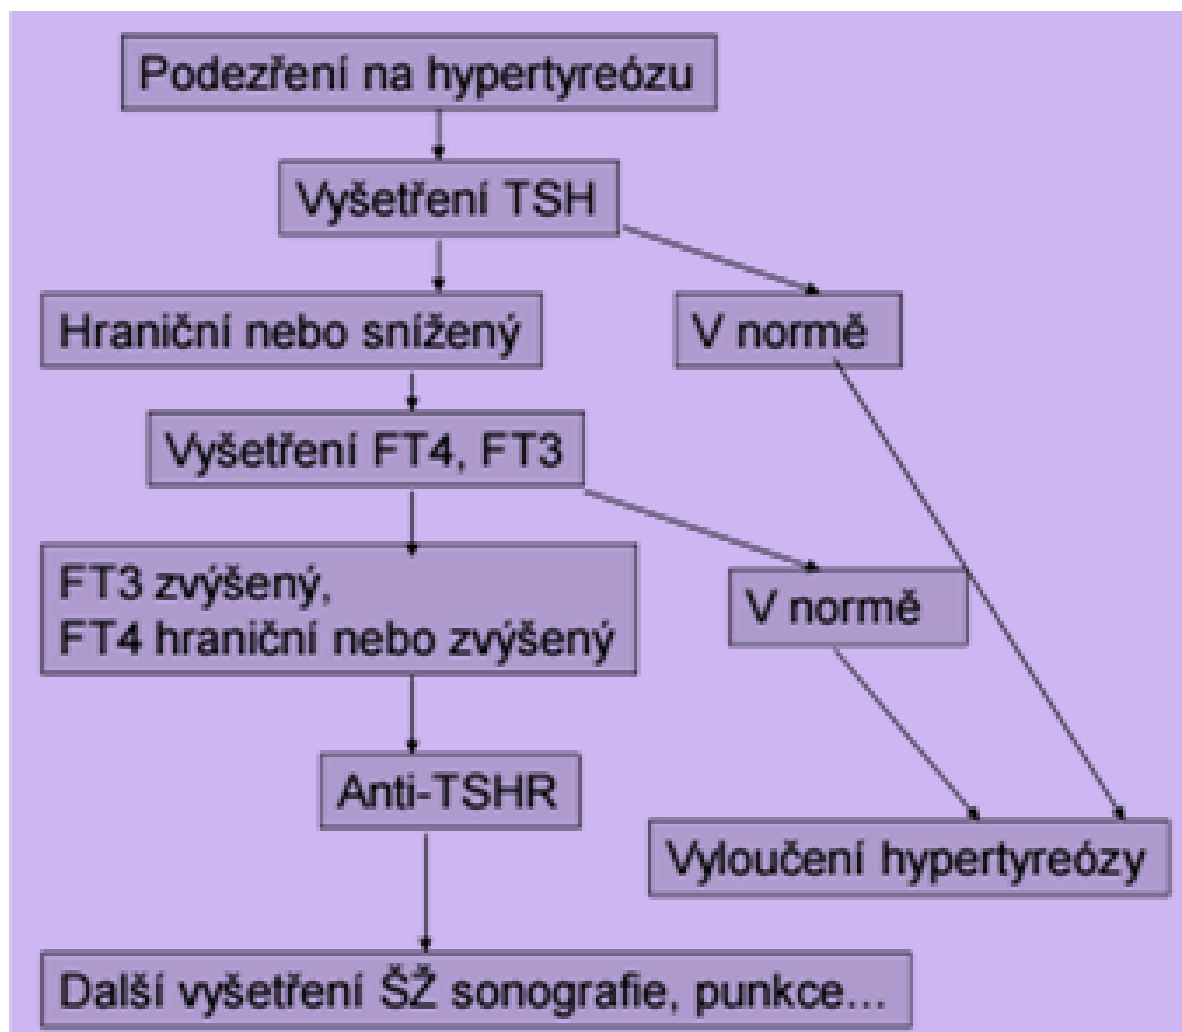 Podezření na hypertyreózu
Vyšetření TSH
Hraniční nebo snížený
V normě
Vyšetření FT4, FT3
FT3 zvýšený,
FT4 hraniční nebo zvýšený
V normě
Anti-TSHR
Vyloučení hypertyreózy
Další vyšetření ŠŽ sonografie, punkce...